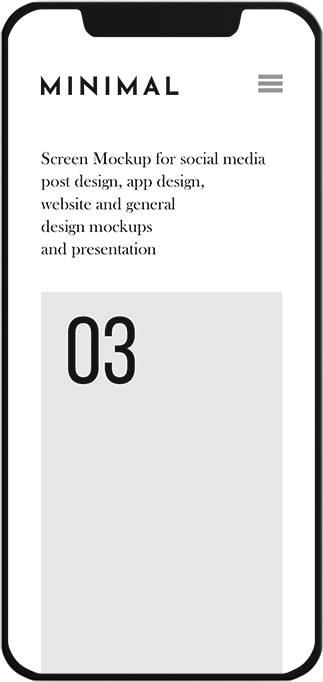 MINIMAL
Screen Mockup for social media
post design, app design,
website and general
design mockups
and presentation
03